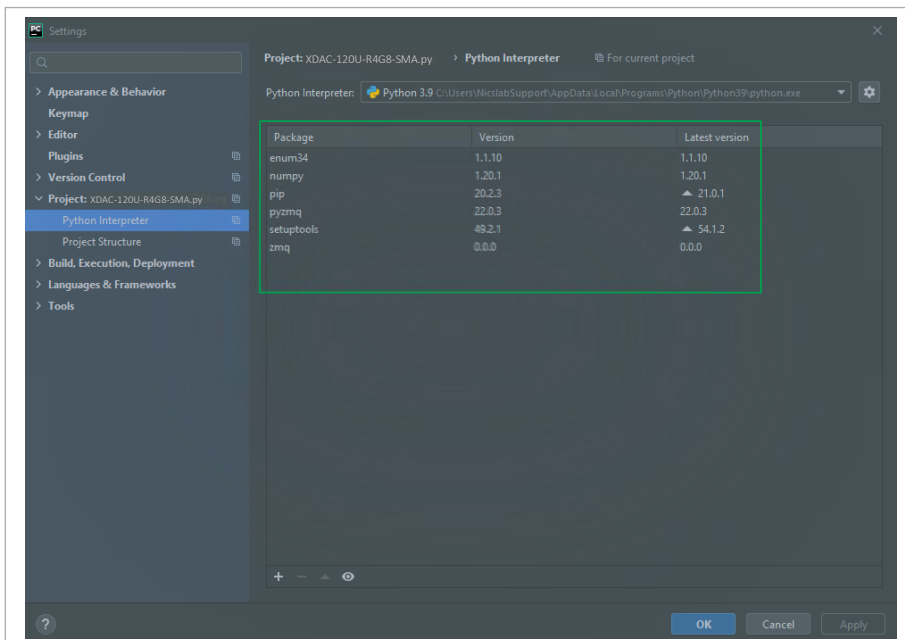 PC Settings
Project: XDAC-120U-R4G8-SMA.py > Python Interpreter For current project
Python Interpreter: Python 3.9 C:\Users\NicslabSupport\AppData\Local\Programs\Python\Python39\python.exe
> Appearance & Behavior
Keymap
> Editor
Plugins
> Version Control
Project: XDAC-120U-R4G8-SMA.py
Python Interpreter
Project Structure
> Build, Execution, Deployment
> Languages & Frameworks
> Tools
Package Version Latest version
enum34 1.1.10 1.1.10
numpy 1.20.1 1.20.1
pip 20.2.3 ▲ 21.0.1
pyzmq 22.0.3 22.0.3
setuptools 49.2.1 ▲ 54.1.2
zmq 0.0.0 0.0.0
?
OK Cancel Apply